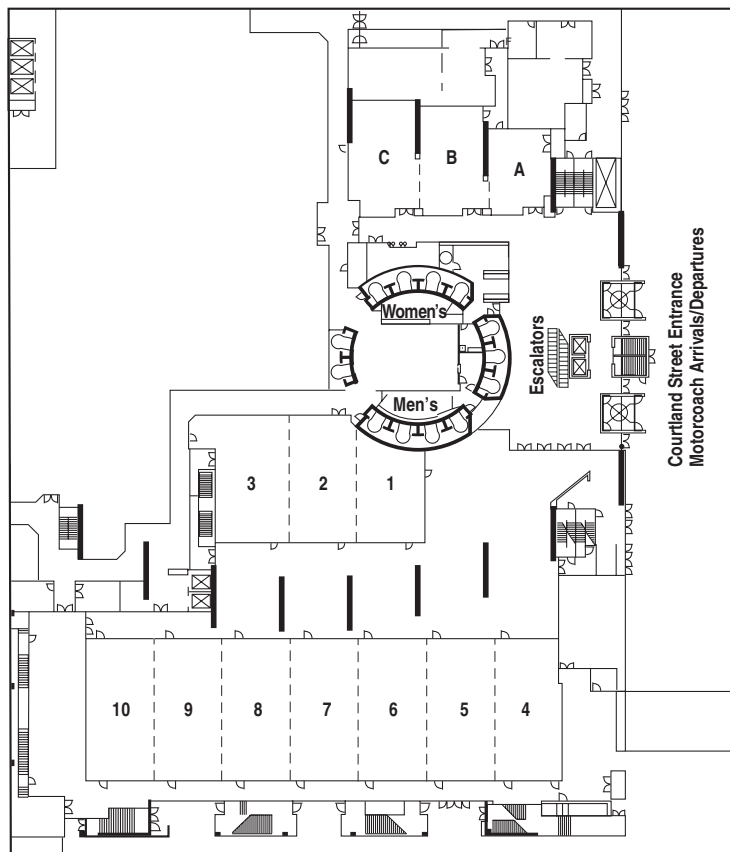 F
C
B
A
Women's
Men's
Escalators
Courtland Street Entrance
Motorcoach Arrivals/Departures
3
2
1
10
9
8
7
6
5
4